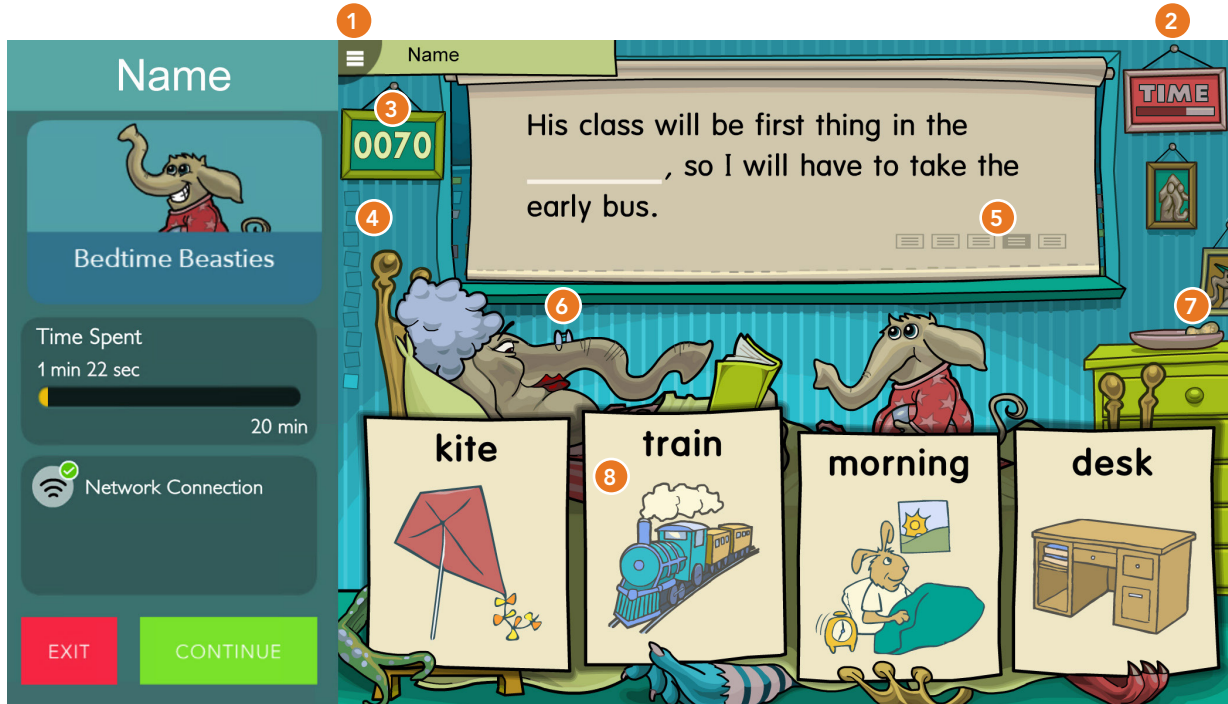 1
2
Name
Name
3
0070
TIME
His class will be first thing in the
________, so I will have to take the
early bus.
4
5
Bedtime Beasties
6
7
Time Spent
1 min 22 sec
20 min
Network Connection
EXIT
CONTINUE
kite
train
morning
desk
8